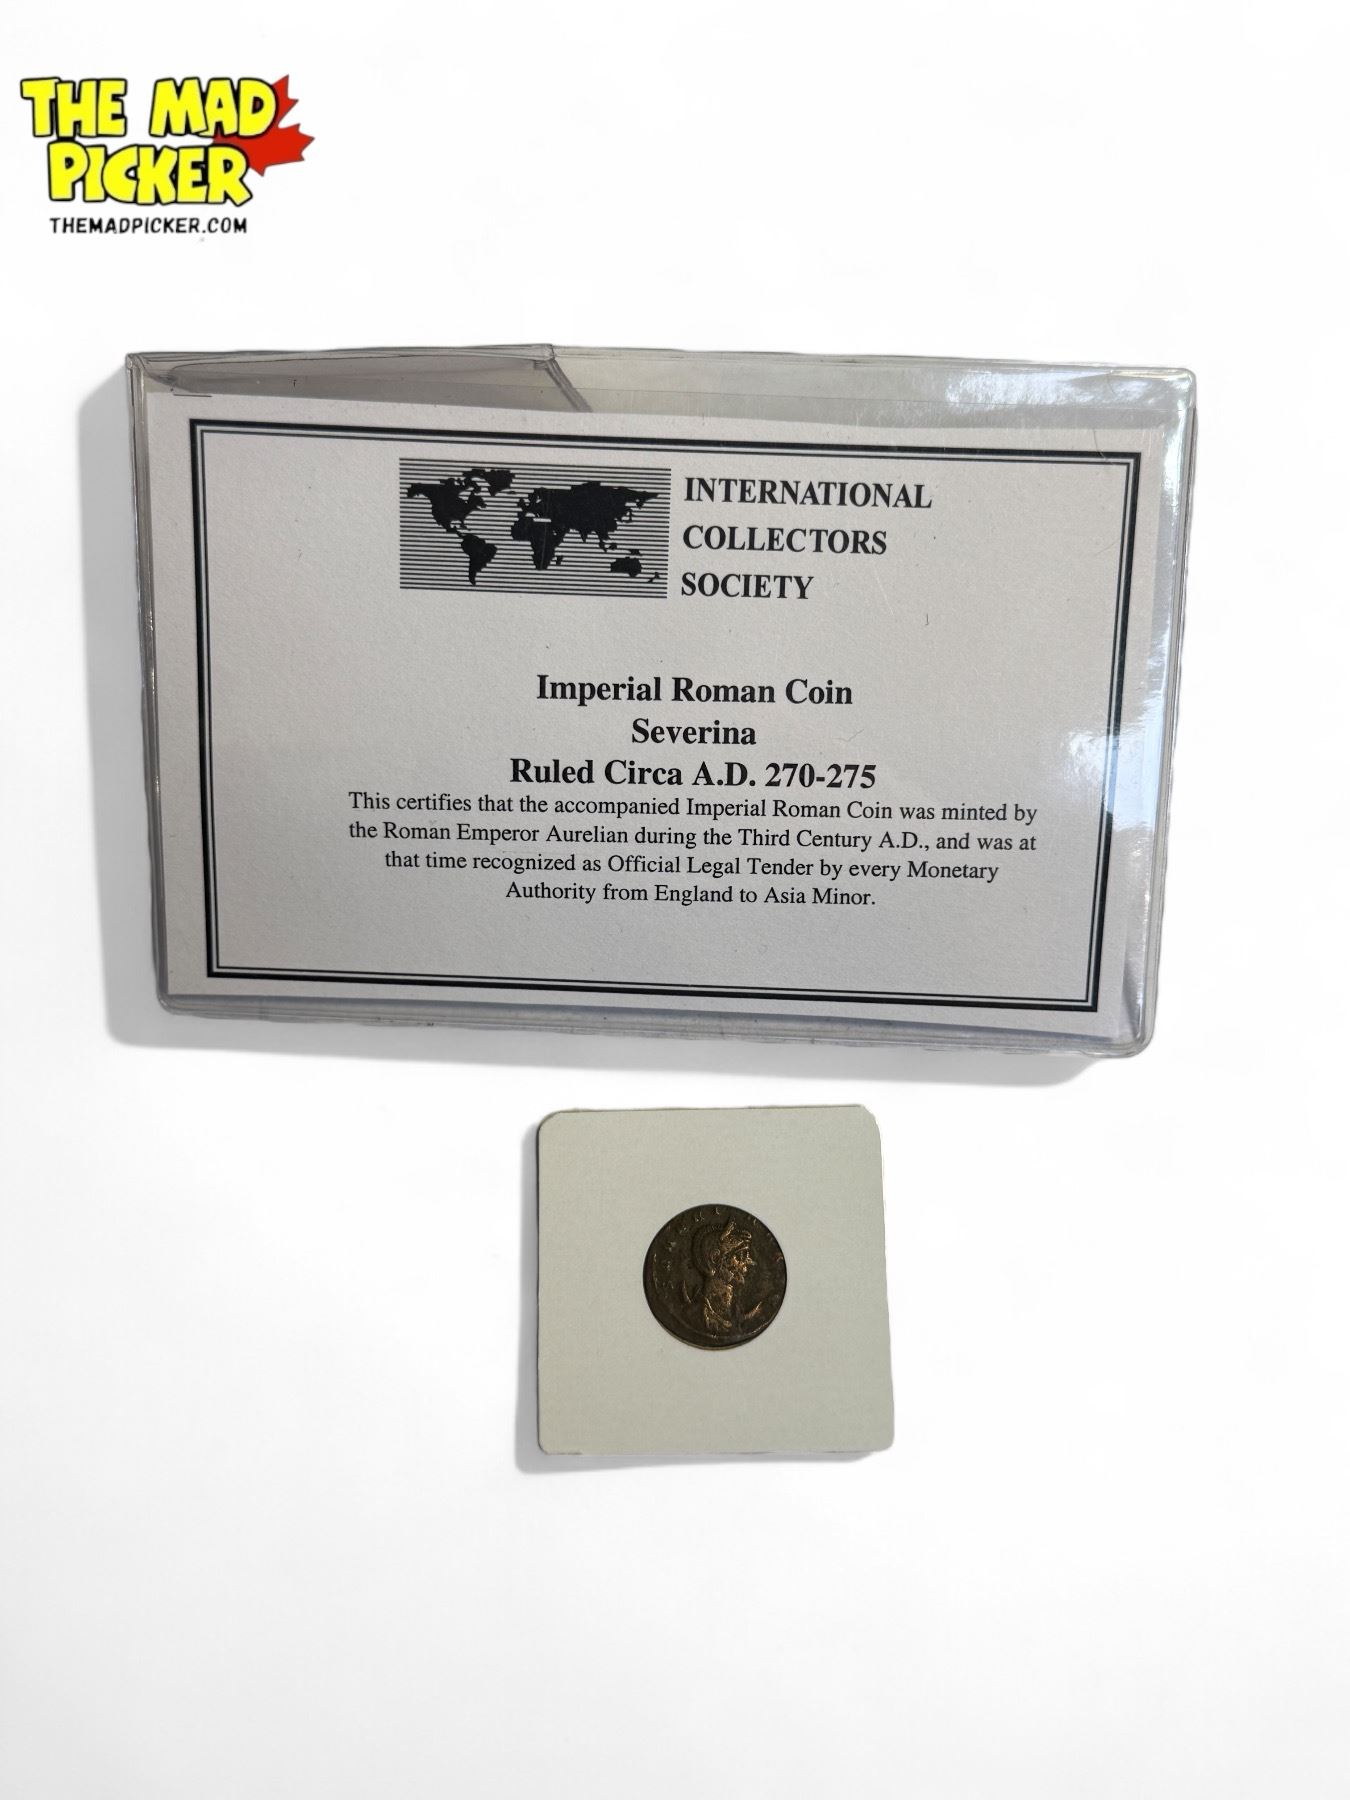 THE MAD
PICKER
THEMADPICKER.COM
INTERNATIONAL
COLLECTORS
SOCIETY
Imperial Roman Coin
Severina
Ruled Circa A.D. 270-275
This certifies that the accompanied Imperial Roman Coin was minted by
the Roman Emperor Aurelian during the Third Century A.D., and was at
that time recognized as Official Legal Tender by every Monetary
Authority from England to Asia Minor.